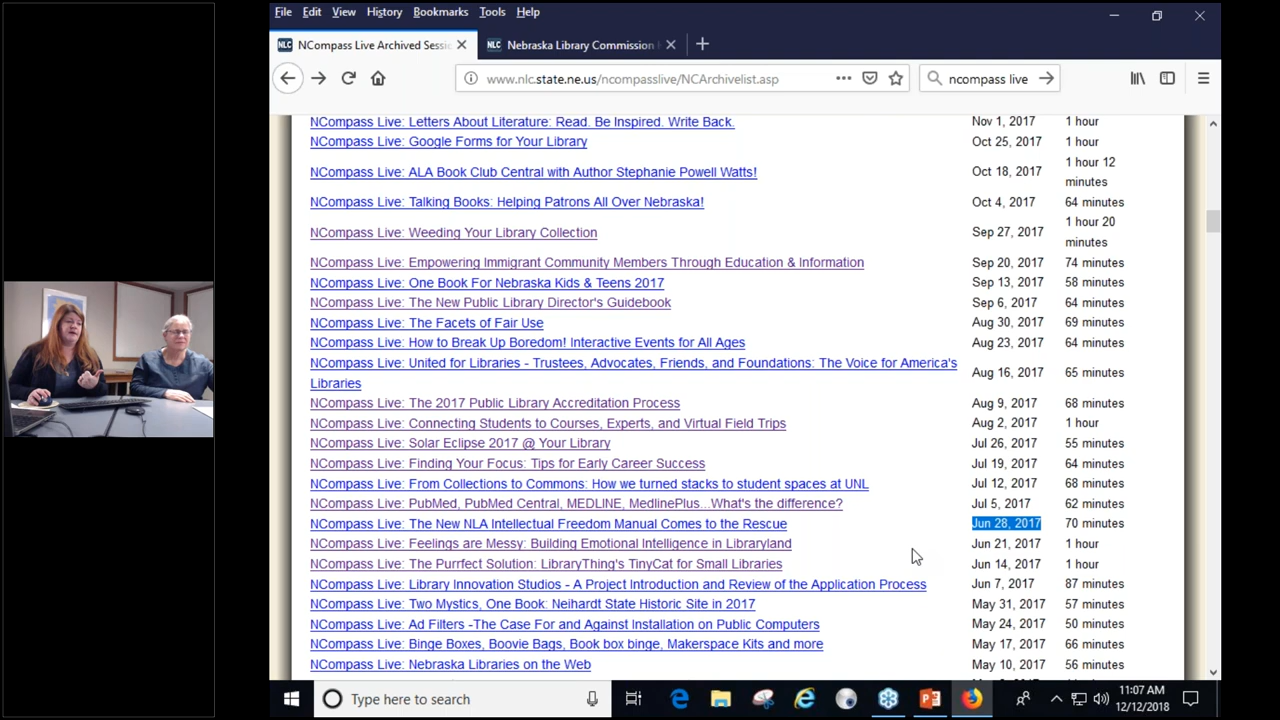 File Edit View History Bookmarks Tools Help
NLC NCompass Live Archived Sessi
NLC Nebraska Library Commission
www.nlc.state.ne.us/ncompasslive/NCArchivelist.asp
ncompass live
NCompass Live: Letters About Literature: Read. Be Inspired. Write Back. Nov 1, 2017 1 hour
NCompass Live: Google Forms for Your Library Oct 25, 2017 1 hour
NCompass Live: ALA Book Club Central with Author Stephanie Powell Watts! Oct 18, 2017 1 hour 12
minutes
NCompass Live: Talking Books: Helping Patrons All Over Nebraska! Oct 4, 2017 64 minutes
NCompass Live: Weeding Your Library Collection Sep 27, 2017 1 hour 20
minutes
NCompass Live: Empowering Immigrant Community Members Through Education & Information Sep 20, 2017 74 minutes
NCompass Live: One Book For Nebraska Kids & Teens 2017 Sep 13, 2017 58 minutes
NCompass Live: The New Public Library Director's Guidebook Sep 6, 2017 64 minutes
NCompass Live: The Facets of Fair Use Aug 30, 2017 69 minutes
NCompass Live: How to Break Up Boredom! Interactive Events for All Ages Aug 23, 2017 64 minutes
NCompass Live: United for Libraries - Trustees, Advocates, Friends, and Foundations: The Voice for America's
Libraries Aug 16, 2017 65 minutes
NCompass Live: The 2017 Public Library Accreditation Process Aug 9, 2017 68 minutes
NCompass Live: Connecting Students to Courses, Experts, and Virtual Field Trips Aug 2, 2017 1 hour
NCompass Live: Solar Eclipse 2017 @ Your Library Jul 26, 2017 55 minutes
NCompass Live: Finding Your Focus: Tips for Early Career Success Jul 19, 2017 64 minutes
NCompass Live: From Collections to Commons: How we turned stacks to student spaces at UNL Jul 12, 2017 68 minutes
NCompass Live: PubMed, PubMed Central, MEDLINE, MedlinePlus...What's the difference? Jul 5, 2017 62 minutes
NCompass Live: The New NLA Intellectual Freedom Manual Comes to the Rescue Jun 28, 2017 70 minutes
NCompass Live: Feelings are Messy: Building Emotional Intelligence in Libraryland Jun 21, 2017 1 hour
NCompass Live: The Purrfect Solution: LibraryThing's TinyCat for Small Libraries Jun 14, 2017 1 hour
NCompass Live: Library Innovation Studios - A Project Introduction and Review of the Application Process Jun 7, 2017 87 minutes
NCompass Live: Two Mystics, One Book: Neihardt State Historic Site in 2017 May 31, 2017 57 minutes
NCompass Live: Ad Filters -The Case For and Against Installation on Public Computers May 24, 2017 50 minutes
NCompass Live: Binge Boxes, Boovie Bags, Book box binge, Makerspace Kits and more May 17, 2017 66 minutes
NCompass Live: Nebraska Libraries on the Web May 10, 2017 56 minutes
Type here to search
11:07 AM
12/12/2018